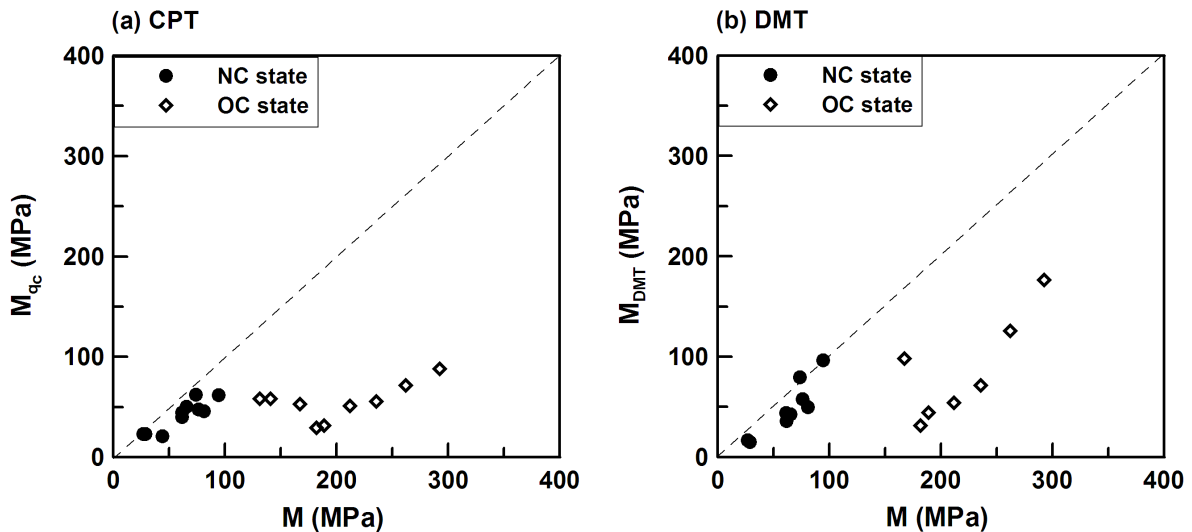 (a) CPT
NC state
OC state
400
300
200
100
0
M_qc (MPa)
0 100 200 300 400
M (MPa)
(b) DMT
NC state
OC state
400
300
200
100
0
M_DMT (MPa)
0 100 200 300 400
M (MPa)